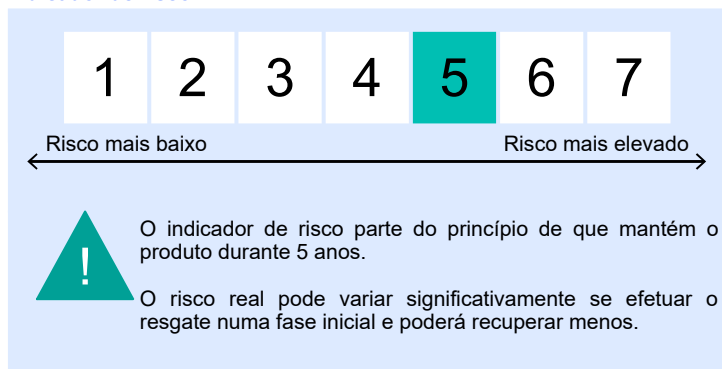 1 2 3 4 5 6 7
Risco mais baixo Risco mais elevado
!
O indicador de risco parte do princípio de que mantém o
produto durante 5 anos.
O risco real pode variar significativamente se efetuar o
resgate numa fase inicial e poderá recuperar menos.